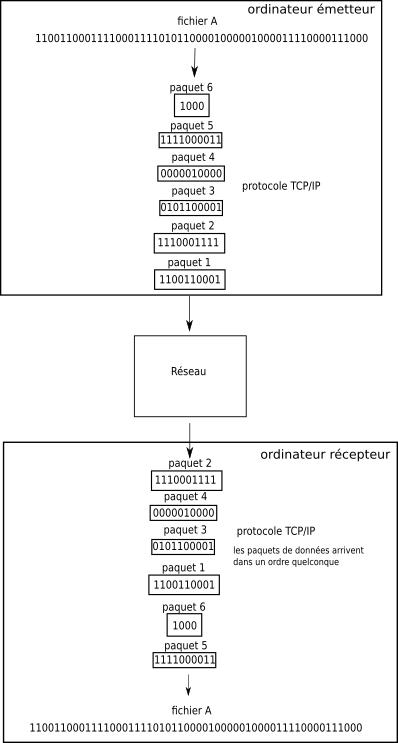 ordinateur émetteur
fichier A
110011000111100011110101100001000001000011110000111000
paquet 6
1000
paquet 5
1111000011
paquet 4
0000010000
protocole TCP/IP
paquet 3
0101100001
paquet 2
1110001111
paquet 1
1100110001
Réseau
ordinateur récepteur
paquet 2
1110001111
paquet 4
0000010000
paquet 3
protocole TCP/IP
0101100001
les paquets de données arrivent
dans un ordre quelconque
paquet 1
1100110001
paquet 6
1000
paquet 5
1111000011
fichier A
110011000111100011110101100001000001000011110000111000